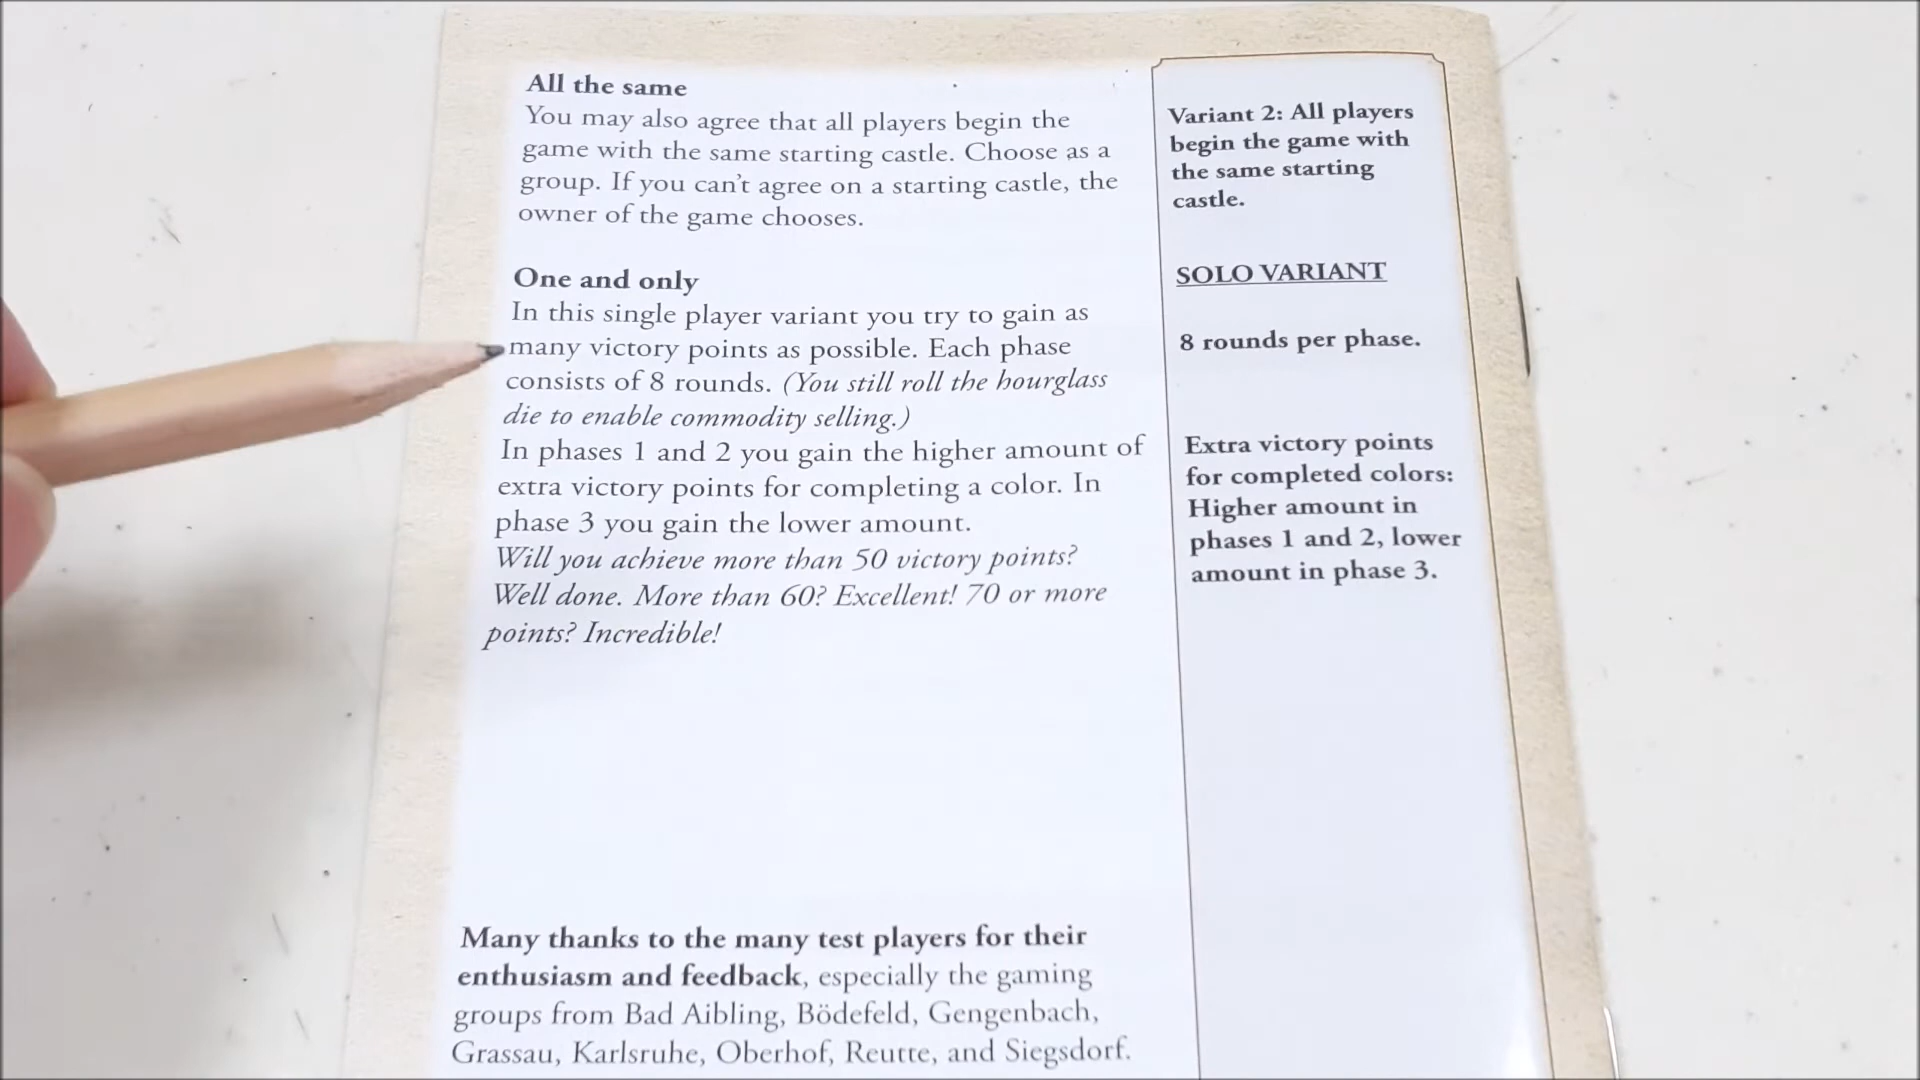 All the same
You may also agree that all players begin the
game with the same starting castle. Choose as a
group. If you can't agree on a starting castle, the
owner of the game chooses.
One and only
In this single player variant you try to gain as
many victory points as possible. Each phase
consists of 8 rounds. (You still roll the hourglass
die to enable commodity selling.)
In phases 1 and 2 you gain the higher amount of
extra victory points for completing a color. In
phase 3 you gain the lower amount.
Will you achieve more than 50 victory points?
Well done. More than 60? Excellent! 70 or more
points? Incredible!
Many thanks to the many test players for their
enthusiasm and feedback, especially the gaming
groups from Bad Aibling, Bödefeld, Gengenbach,
Grassau, Karlsruhe, Oberhof, Reutte, and Siegsdorf.
Variant 2: All players
begin the game with
the same starting
castle.
SOLO VARIANT
8 rounds per phase.
Extra victory points
for completed colors:
Higher amount in
phases 1 and 2, lower
amount in phase 3.